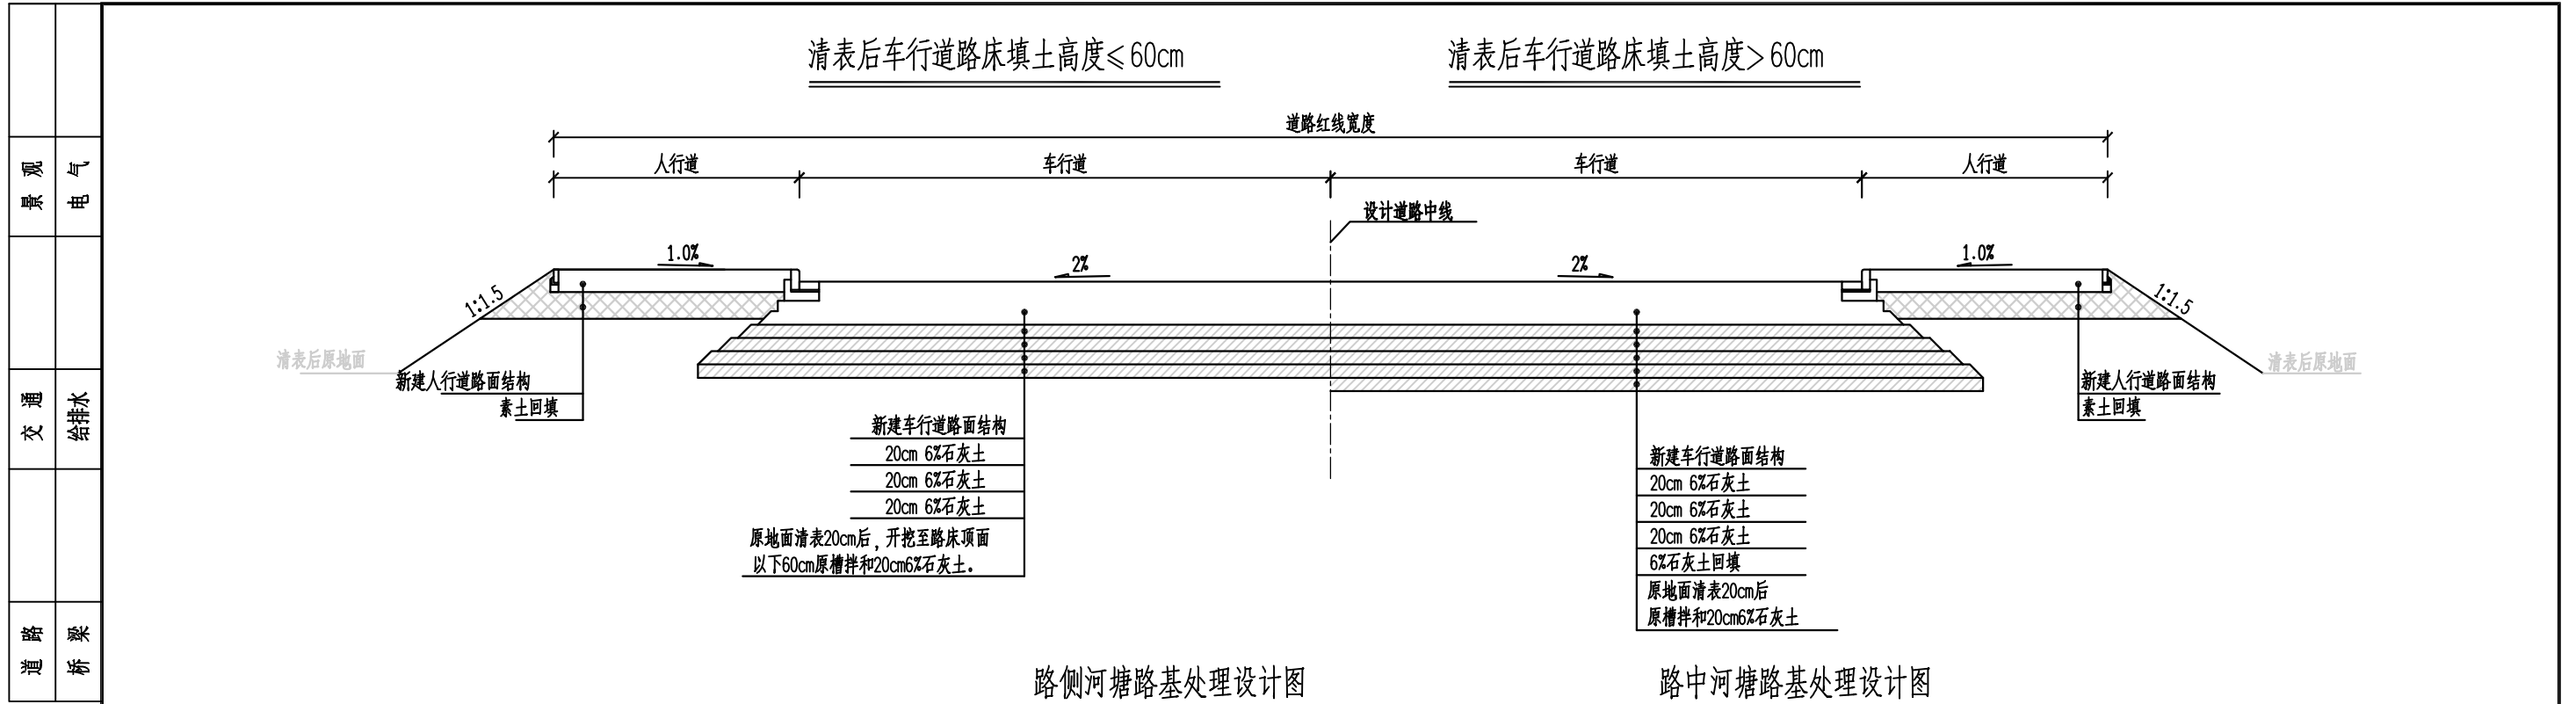 清表后车行道路床填土高度≤60cm
清表后车行道路床填土高度>60cm
道路红线宽度
人行道
车行道
车行道
人行道
设计道路中线
1.0%
2%
2%
1.0%
1:1.5
1:1.5
清表后原地面
清表后原地面
新建人行道路面结构
素土回填
新建人行道路面结构
素土回填
新建车行道路面结构
20cm 6%石灰土
20cm 6%石灰土
20cm 6%石灰土
原地面清表20cm后，开挖至路床顶面
以下60cm原槽拌和20cm6%石灰土。
新建车行道路面结构
20cm 6%石灰土
20cm 6%石灰土
20cm 6%石灰土
6%石灰土回填
原地面清表20cm后
原槽拌和20cm6%石灰土
路侧河塘路基处理设计图
路中河塘路基处理设计图
景观
电气
交通
给排水
道路
桥梁